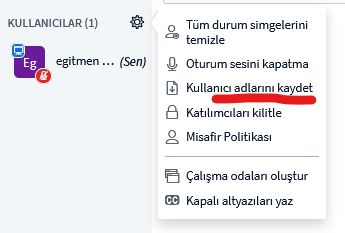 KULLANICILAR (1)
Eg
egitmen ... (Sen)
Tüm durum simgelerini
temizle
Oturum sesini kapatma
Kullanıcı adlarını kaydet
Katılımcıları kilitle
Misafir Politikası
Çalışma odaları oluştur
CC Kapalı altyazıları yaz